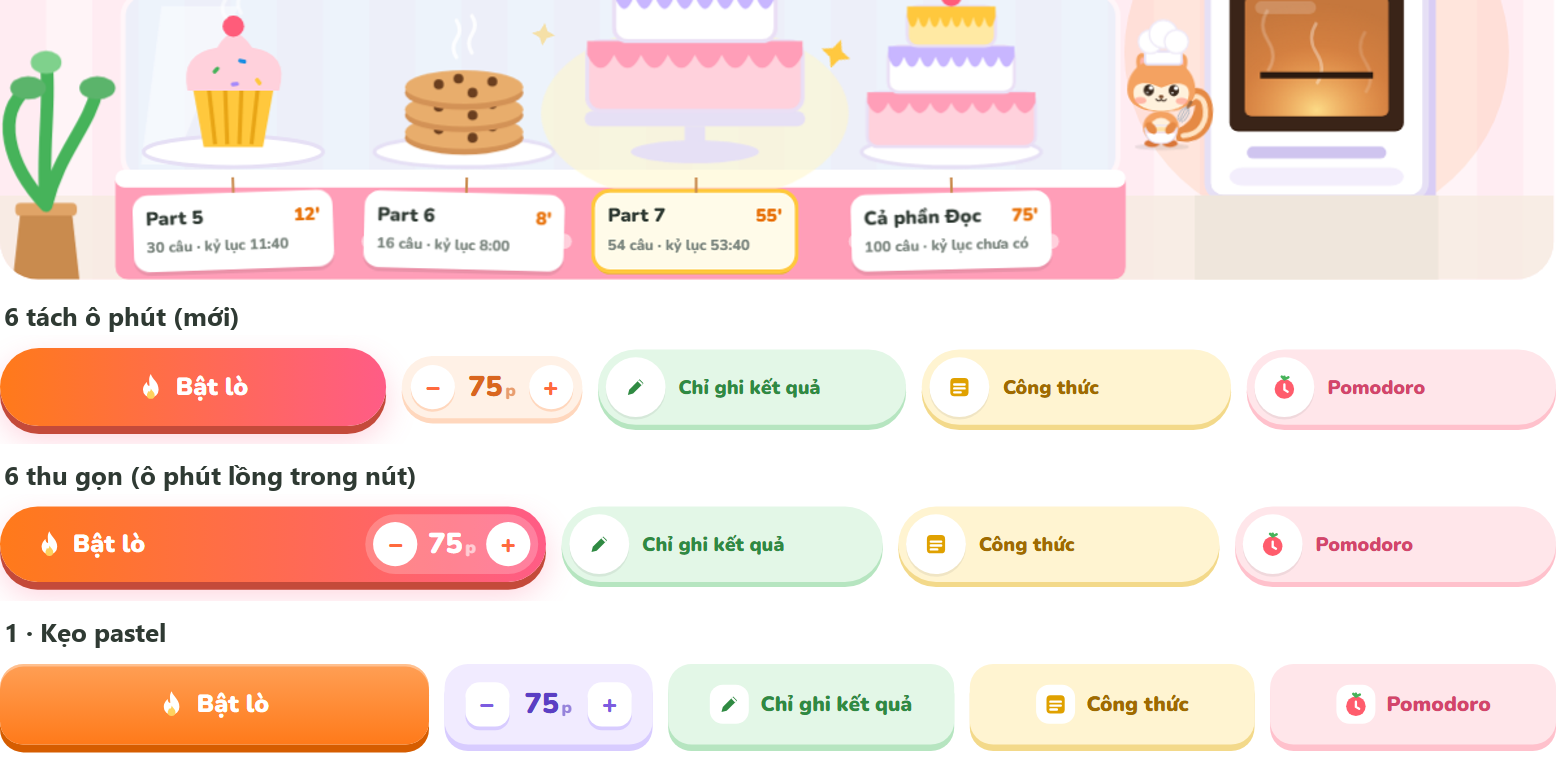 Part 5 12'
30 câu · kỷ lục 11:40
Part 6 8'
16 câu · kỷ lục 8:00
Part 7 55'
54 câu · kỷ lục 53:40
Cả phần Đọc 75'
100 câu · kỷ lục chưa có
6 tách ô phút (mới)
Bật lò − 75p + Chỉ ghi kết quả Công thức Pomodoro
6 thu gọn (ô phút lồng trong nút)
Bật lò − 75p + Chỉ ghi kết quả Công thức Pomodoro
1 · Kẹo pastel
Bật lò − 75p + Chỉ ghi kết quả Công thức Pomodoro